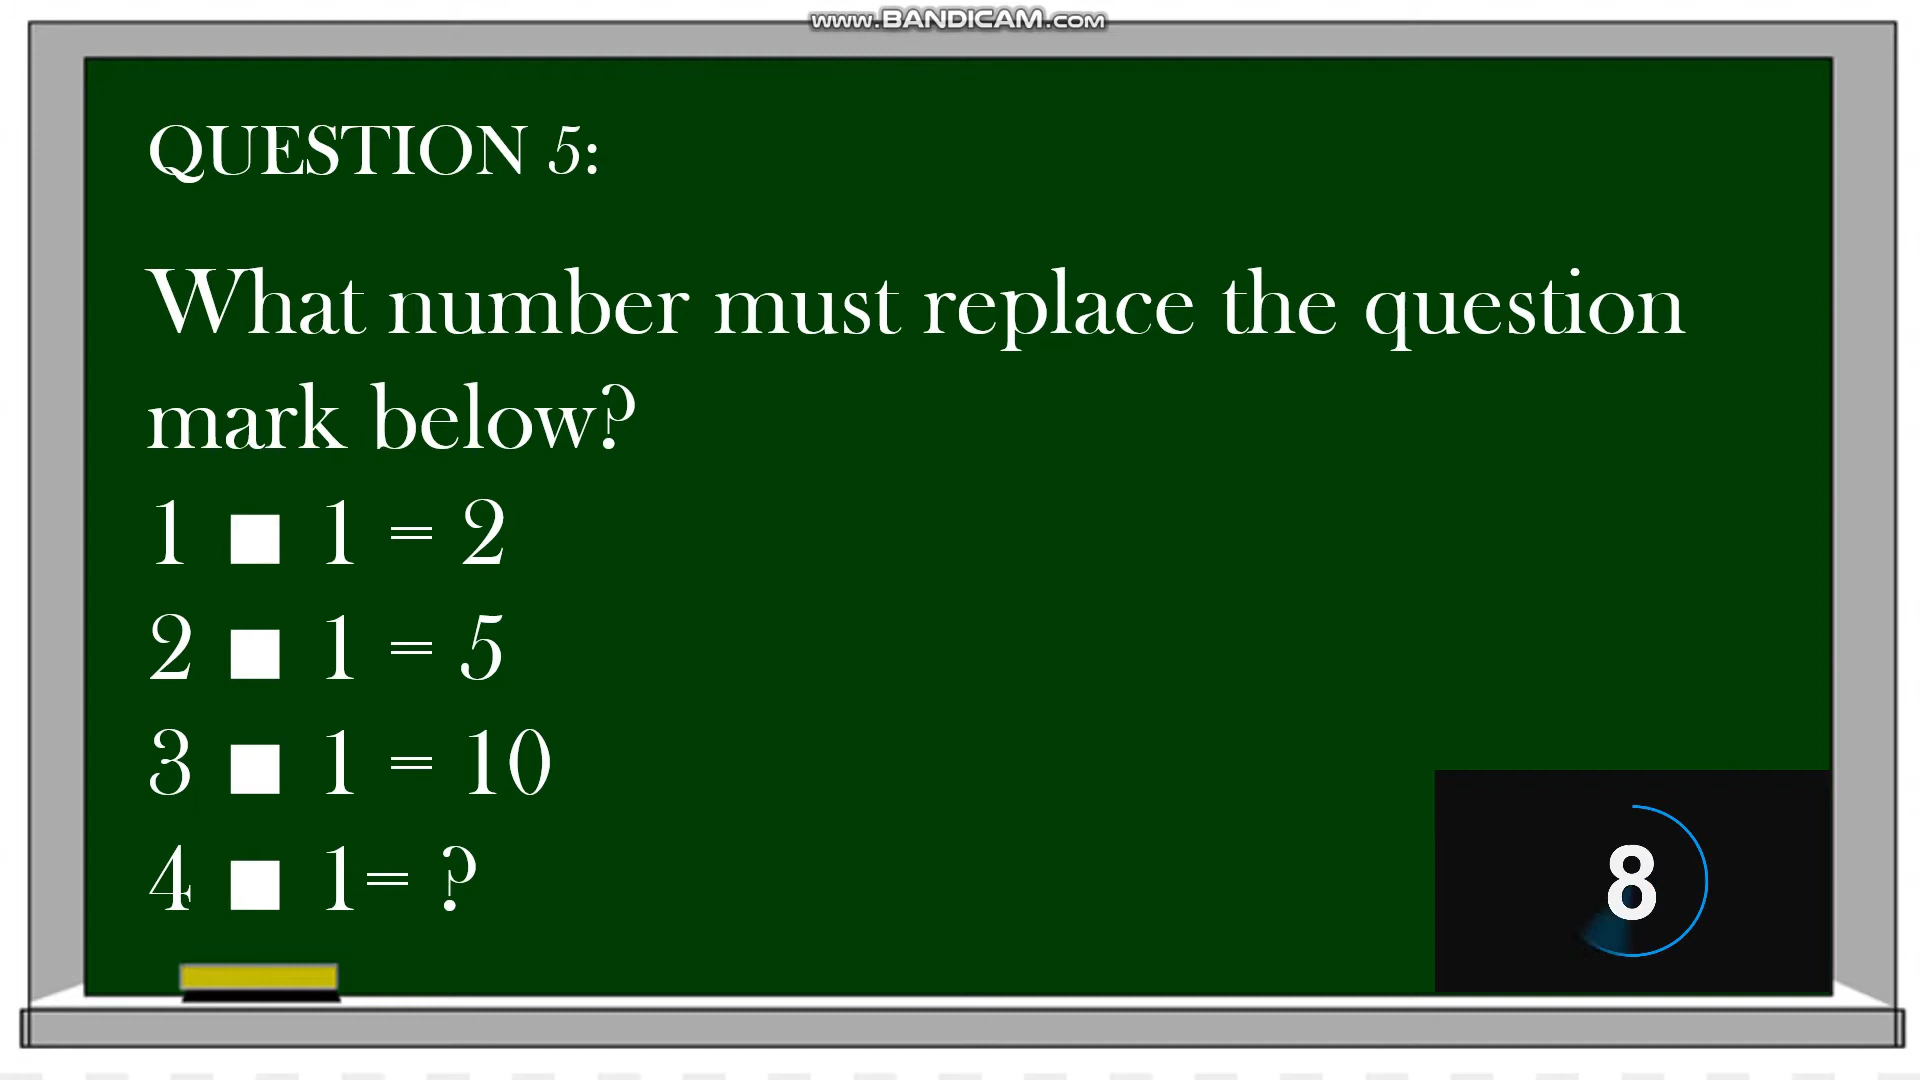 www.BANDICAM.com
QUESTION 5:
What number must replace the question
mark below?
1 ■ 1 = 2
2 ■ 1 = 5
3 ■ 1 = 10
4 ■ 1= ?
8